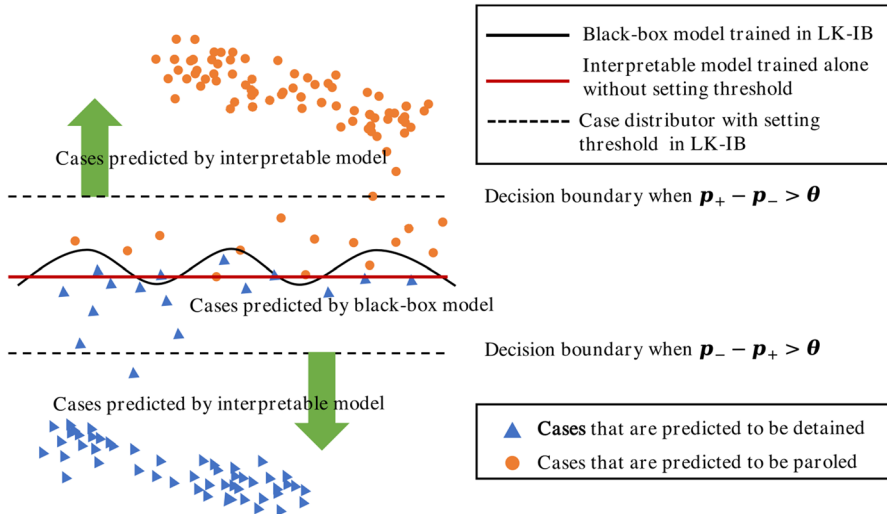 Black-box model trained in LK-IB
Interpretable model trained alone
without setting threshold
Case distributor with setting
threshold in LK-IB
Cases predicted by interpretable model
Decision boundary when p₊ − p₋ > θ
Cases predicted by black-box model
Decision boundary when p₋ − p₊ > θ
Cases predicted by interpretable model
Cases that are predicted to be detained
Cases that are predicted to be paroled